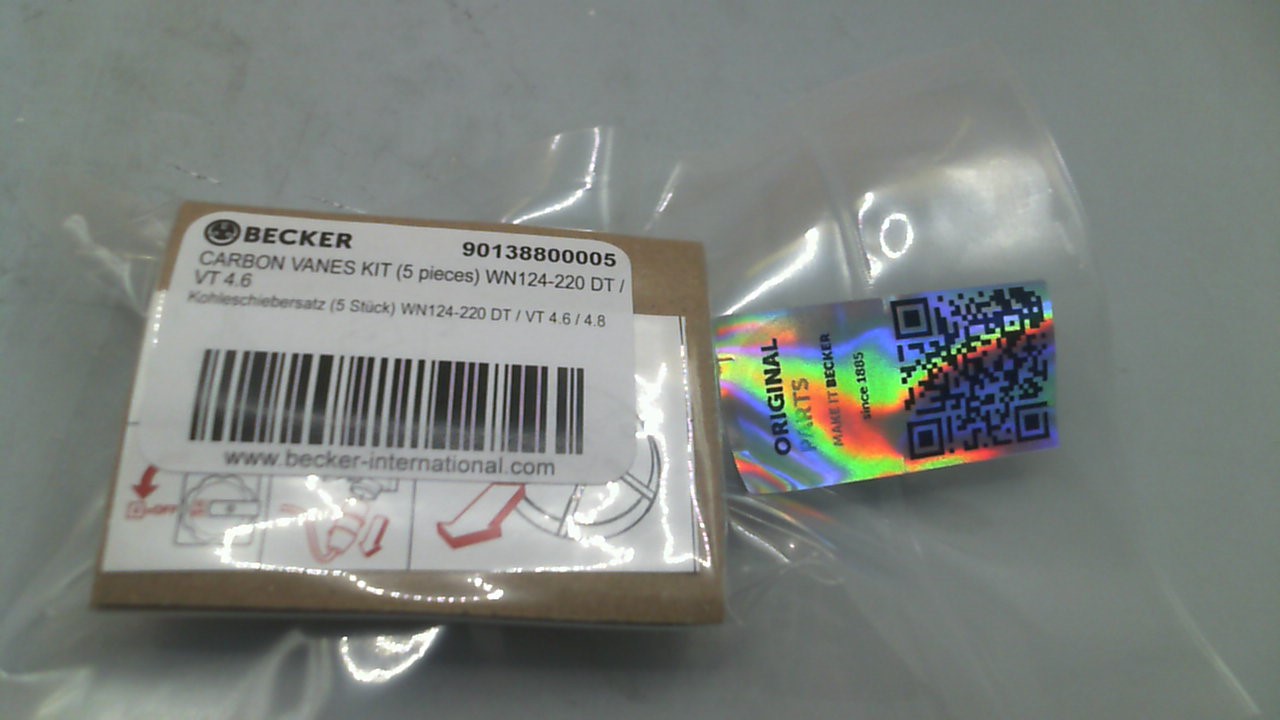 BECKER
90138800005
CARBON VANES KIT (5 pieces) WN124-220 DT /
VT 4.6
Kohleschiebersatz (5 Stück) WN124-220 DT / VT 4.6 / 4.8
www.becker-international.com
OFF
ORIGINAL
PARTS
MAKE IT BECKER
since 1885